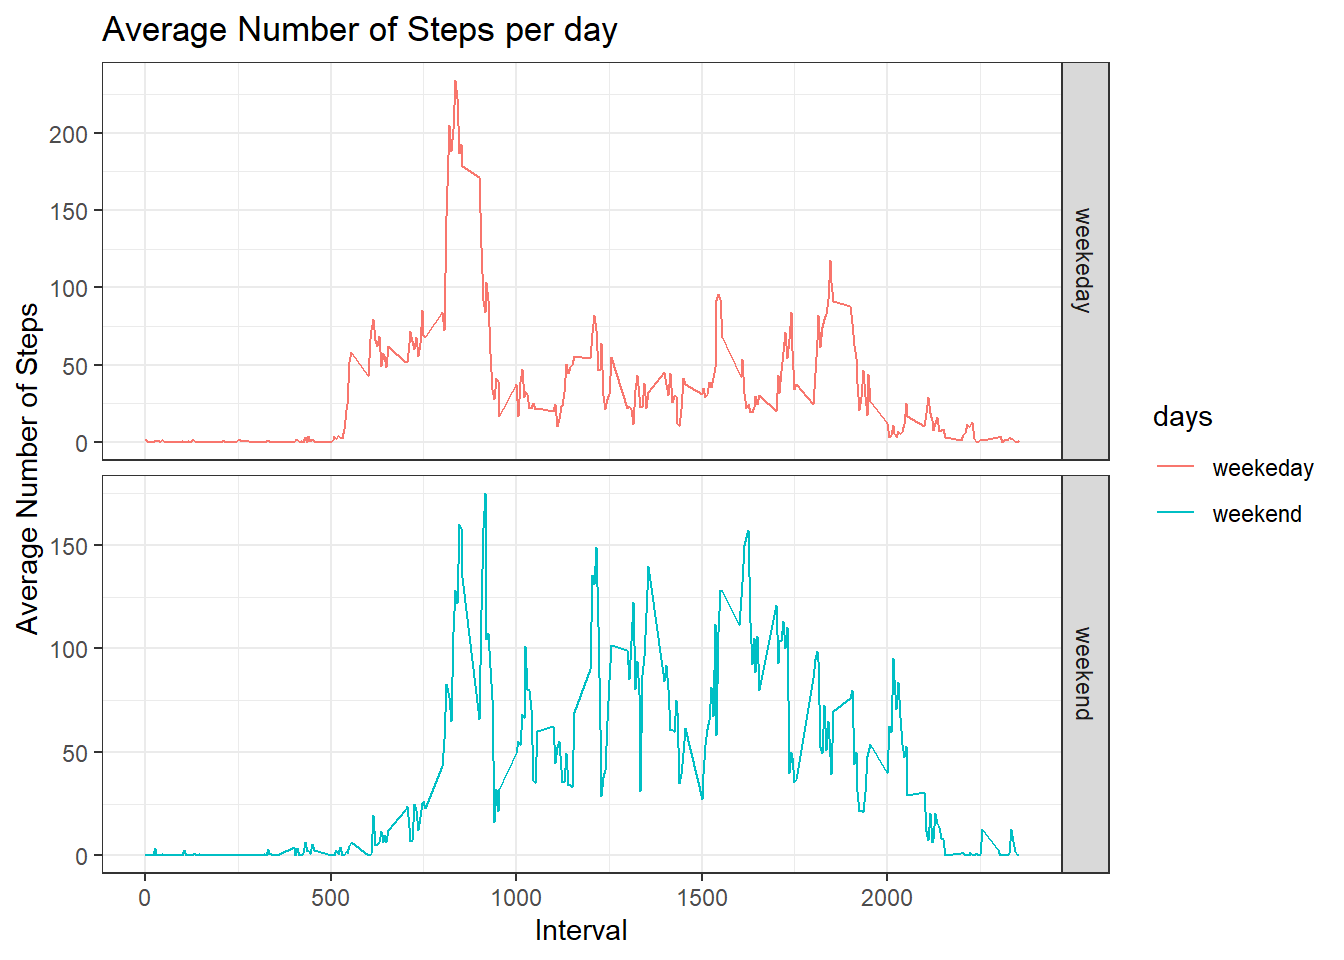 Average Number of Steps per day
Average Number of Steps
200
150
100
50
0
weekeday
150
100
50
0
weekend
0 500 1000 1500 2000
Interval
days
weekeday
weekend